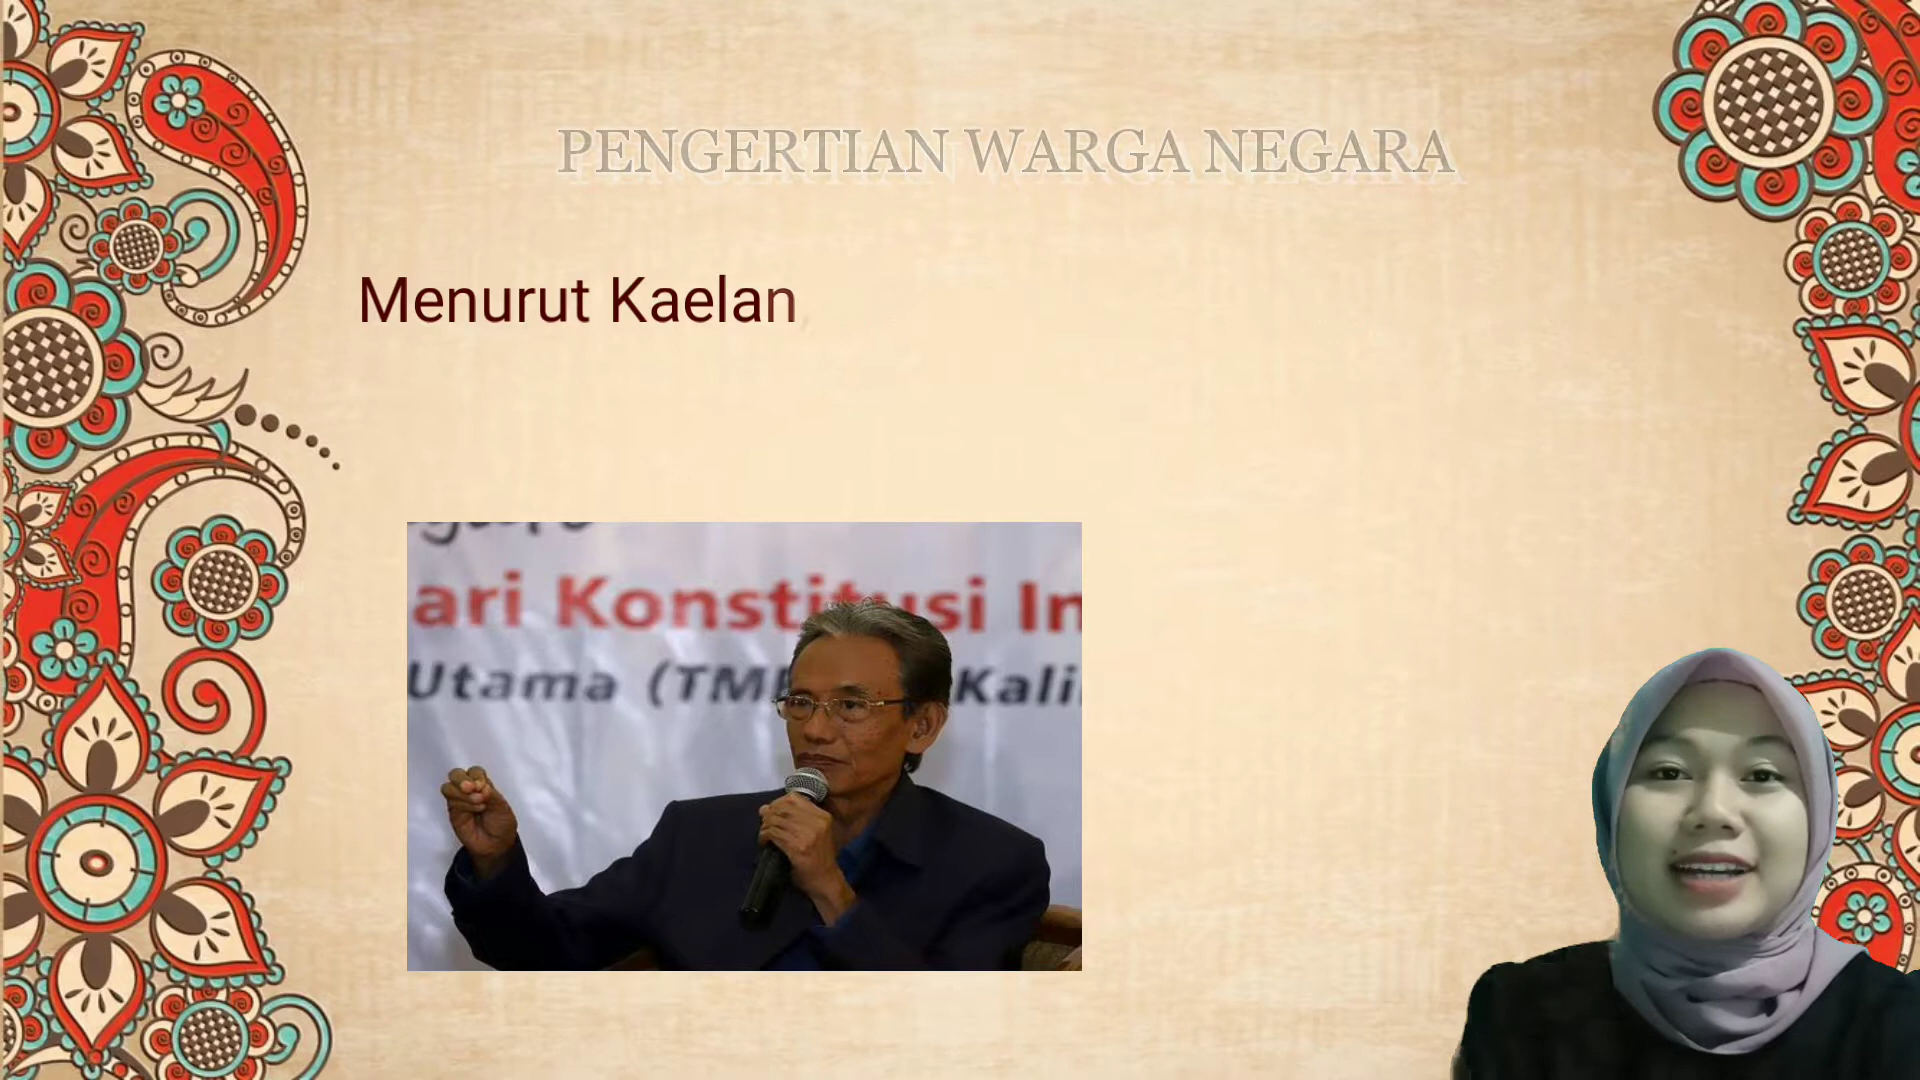 PENGERTIAN WARGA NEGARA
Menurut Kaelan,
ari Konstitusi In
Utama (TM Kali